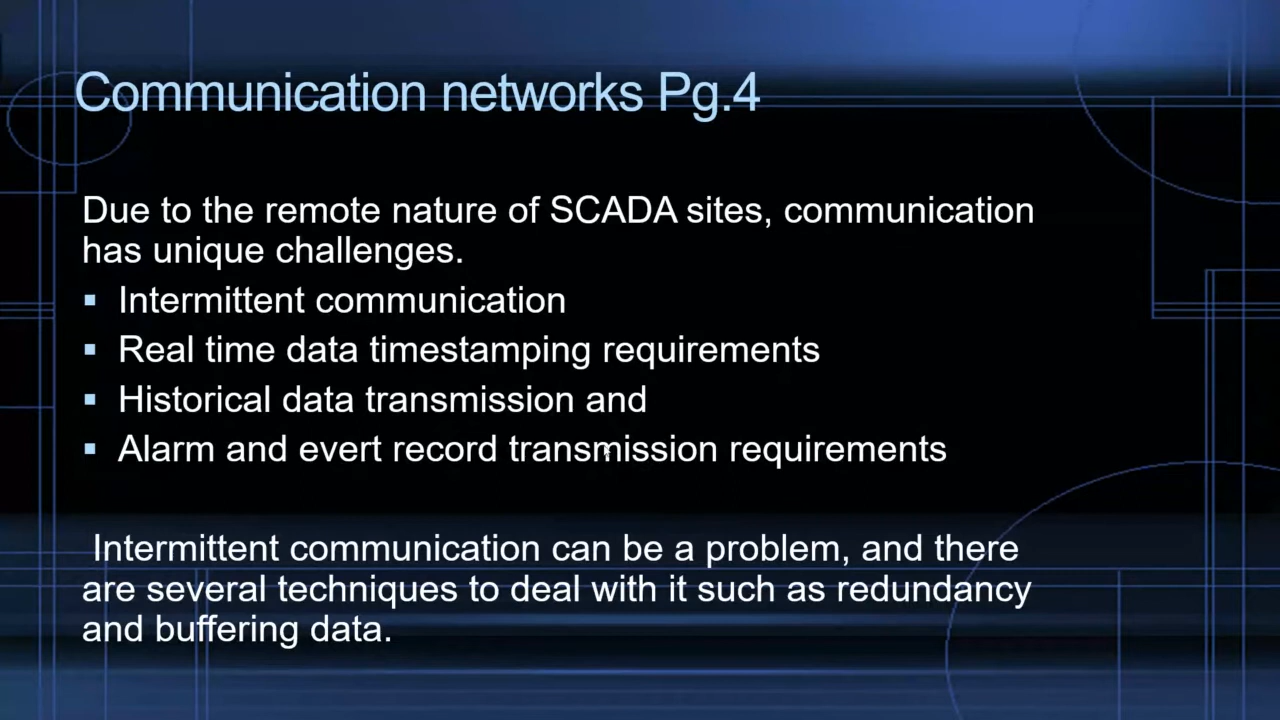 Communication networks Pg.4
Due to the remote nature of SCADA sites, communication
has unique challenges.
▪ Intermittent communication
▪ Real time data timestamping requirements
▪ Historical data transmission and
▪ Alarm and evert record transmission requirements
Intermittent communication can be a problem, and there
are several techniques to deal with it such as redundancy
and buffering data.